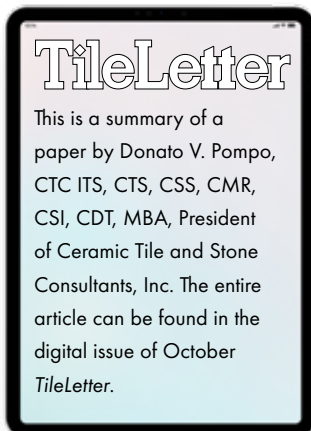 TileLetter
This is a summary of a
paper by Donato V. Pompo,
CTC ITS, CTS, CSS, CMR,
CSI, CDT, MBA, President
of Ceramic Tile and Stone
Consultants, Inc. The entire
article can be found in the
digital issue of October
TileLetter.